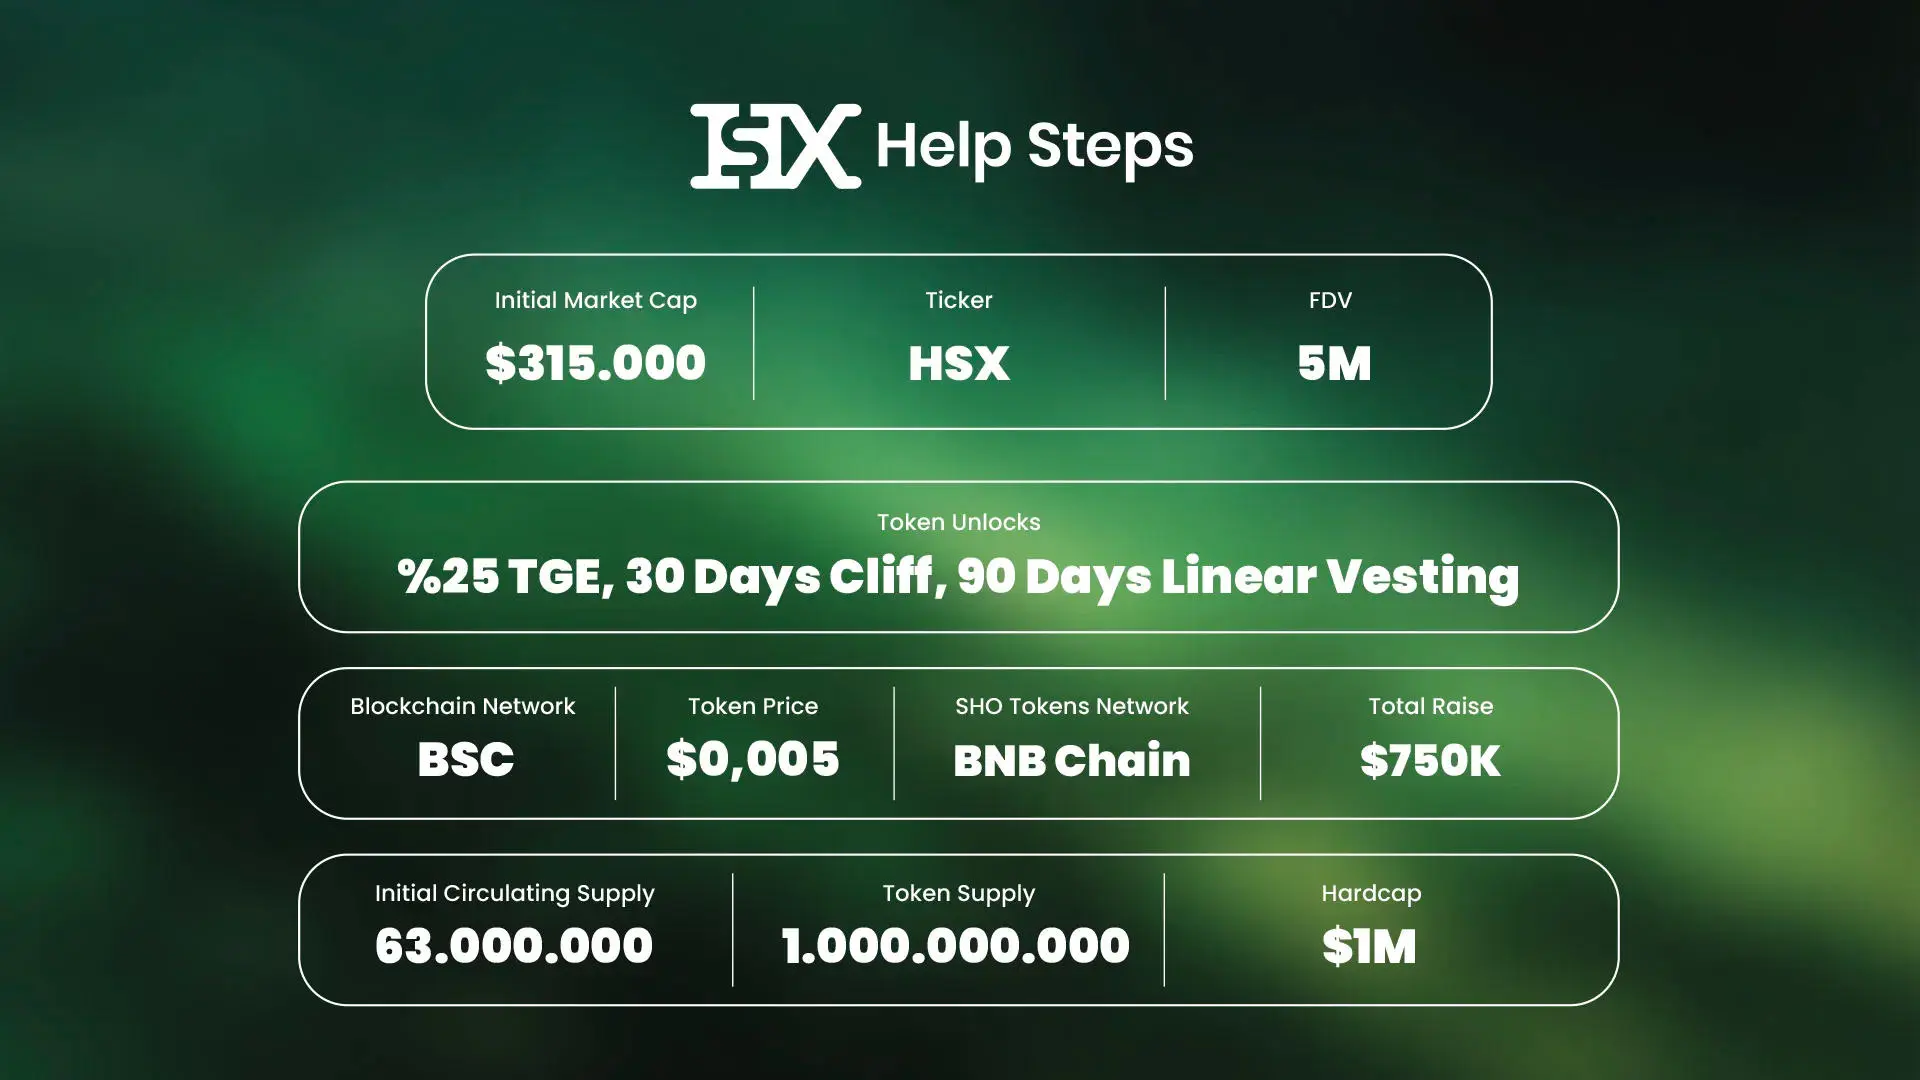 HSX Help Steps
Initial Market Cap
$315.000
Ticker
HSX
FDV
5M
Token Unlocks
%25 TGE, 30 Days Cliff, 90 Days Linear Vesting
Blockchain Network
BSC
Token Price
$0,005
SHO Tokens Network
BNB Chain
Total Raise
$750K
Initial Circulating Supply
63.000.000
Token Supply
1.000.000.000
Hardcap
$1M